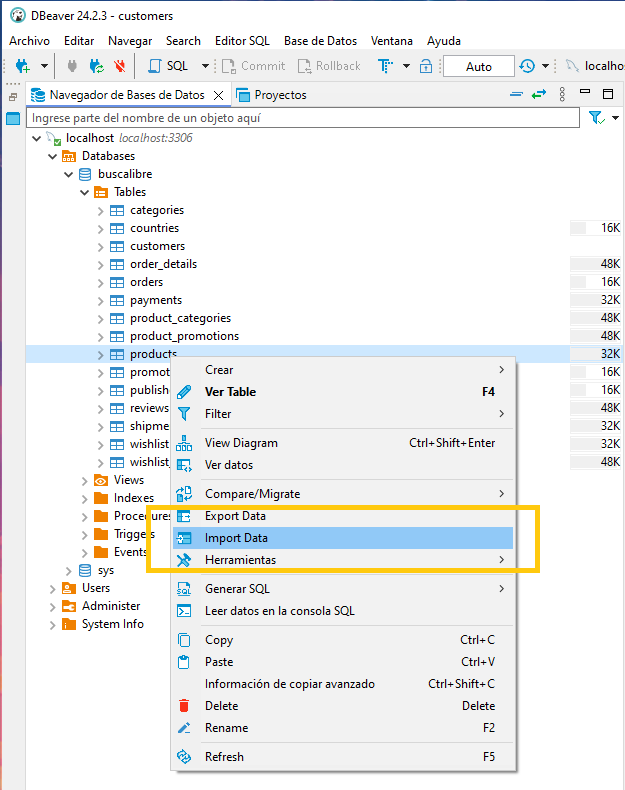 DBeaver 24.2.3 - customers
Archivo Editar Navegar Search Editor SQL Base de Datos Ventana Ayuda
SQL Commit Rollback Auto localho
Navegador de Bases de Datos Proyectos
Ingrese parte del nombre de un objeto aquí
localhost localhost:3306
Databases
buscalibre
Tables
categories
countries 16K
customers
order_details 48K
orders 16K
payments 32K
product_categories 48K
product_promotions 48K
products 32K
promot 16K
publish 16K
reviews 48K
shipme 32K
wishlist 32K
wishlist_ 48K
Views
Indexes
Procedures
Triggers
Events
sys
Users
Administer
System Info
Crear
Ver Table F4
Filter
View Diagram Ctrl+Shift+Enter
Ver datos
Compare/Migrate
Export Data
Import Data
Herramientas
Generar SQL
Leer datos en la consola SQL
Copy Ctrl+C
Paste Ctrl+V
Información de copiar avanzado Ctrl+Shift+C
Delete Delete
Rename F2
Refresh F5